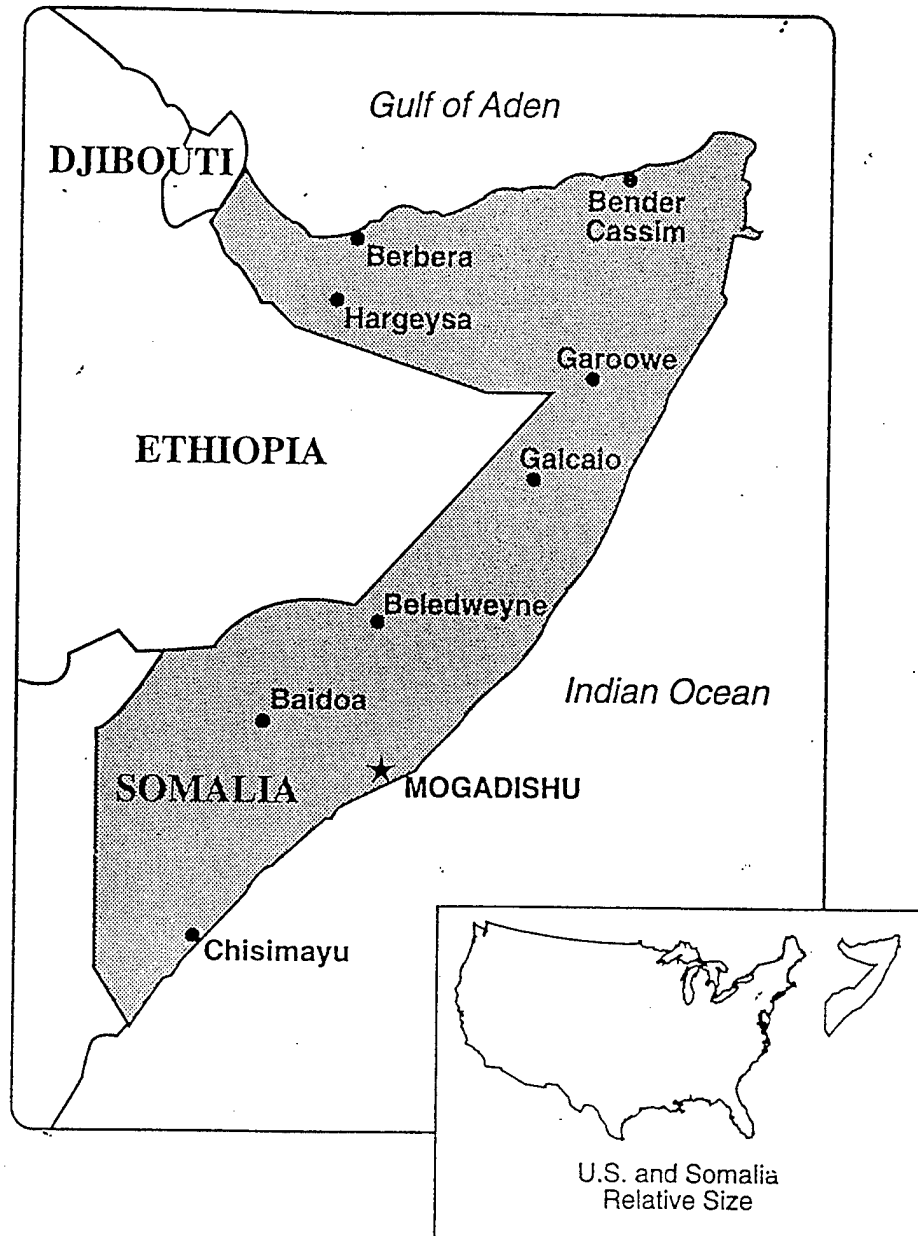 Gulf of Aden
DJIBOUTI
Bender
Cassim
Berbera
Hargeysa
Garoowe
ETHIOPIA
Galcaio
Beledweyne
Indian Ocean
Baidoa
SOMALIA
MOGADISHU
Chisimayu
U.S. and Somalia
Relative Size